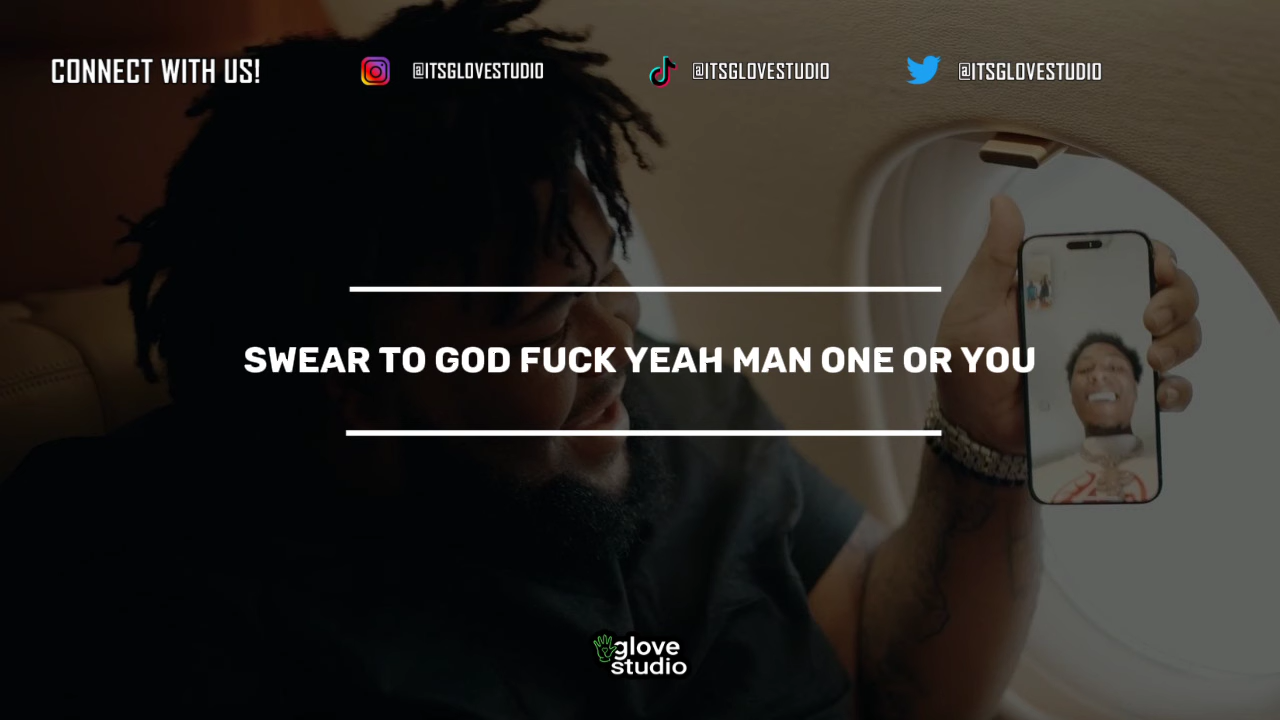 CONNECT WITH US!
@ITSGLOVESTUDIO
@ITSGLOVESTUDIO
@ITSGLOVESTUDIO
SWEAR TO GOD FUCK YEAH MAN ONE OR YOU
glove
studio